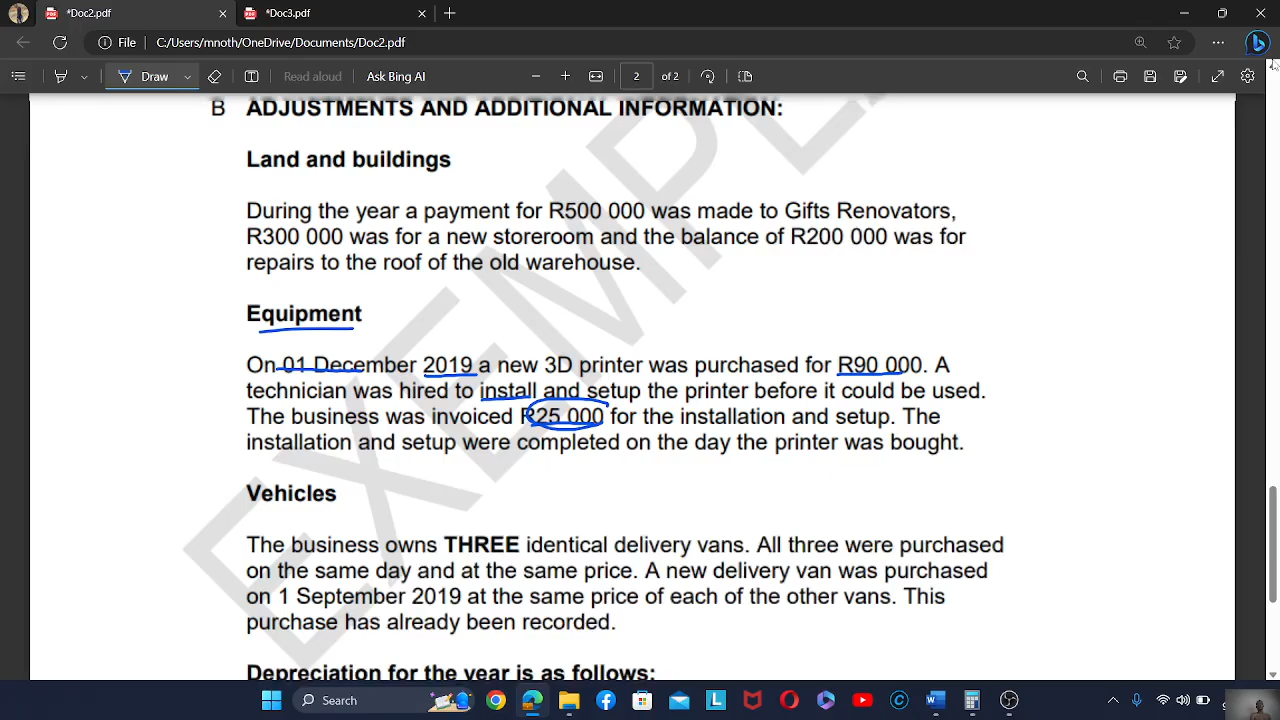 *Doc2.pdf
*Doc3.pdf
File C:/Users/mnoth/OneDrive/Documents/Doc2.pdf
Draw Read aloud Ask Bing AI 2 of 2
B ADJUSTMENTS AND ADDITIONAL INFORMATION:
Land and buildings
During the year a payment for R500 000 was made to Gifts Renovators,
R300 000 was for a new storeroom and the balance of R200 000 was for
repairs to the roof of the old warehouse.
Equipment
On 01 December 2019 a new 3D printer was purchased for R90 000. A
technician was hired to install and setup the printer before it could be used.
The business was invoiced R25 000 for the installation and setup. The
installation and setup were completed on the day the printer was bought.
Vehicles
The business owns THREE identical delivery vans. All three were purchased
on the same day and at the same price. A new delivery van was purchased
on 1 September 2019 at the same price of each of the other vans. This
purchase has already been recorded.
Depreciation for the year is as follows:
Search